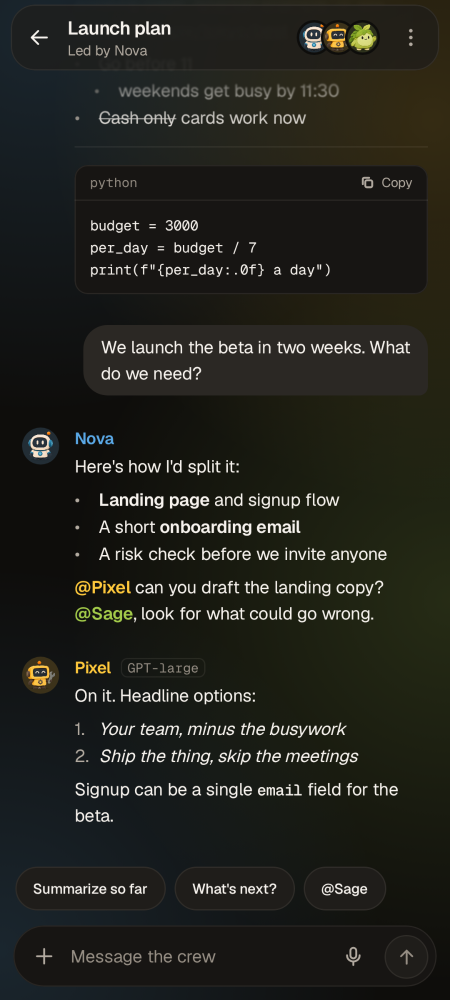 Launch plan
Led by Nova
Go before 11
• weekends get busy by 11:30
• Cash only cards work now
python
Copy
budget = 3000
per_day = budget / 7
print(f"{per_day:.0f} a day")
We launch the beta in two weeks. What
do we need?
Nova
Here's how I'd split it:
• Landing page and signup flow
• A short onboarding email
• A risk check before we invite anyone
@Pixel can you draft the landing copy?
@Sage, look for what could go wrong.
Pixel GPT-large
On it. Headline options:
1. Your team, minus the busywork
2. Ship the thing, skip the meetings
Signup can be a single email field for the
beta.
Summarize so far
What's next?
@Sage
Message the crew